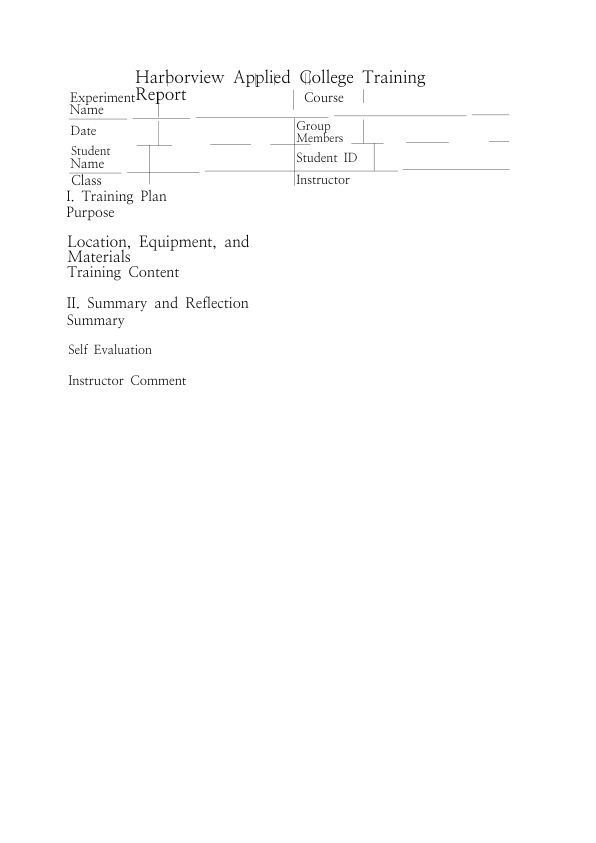 Harborview Applied College Training
Report
Experiment
Name
Course
Date
Group
Members
Student
Name
Student ID
Class
Instructor
I. Training Plan
Purpose
Location, Equipment, and
Materials
Training Content
II. Summary and Reflection
Summary
Self Evaluation
Instructor Comment